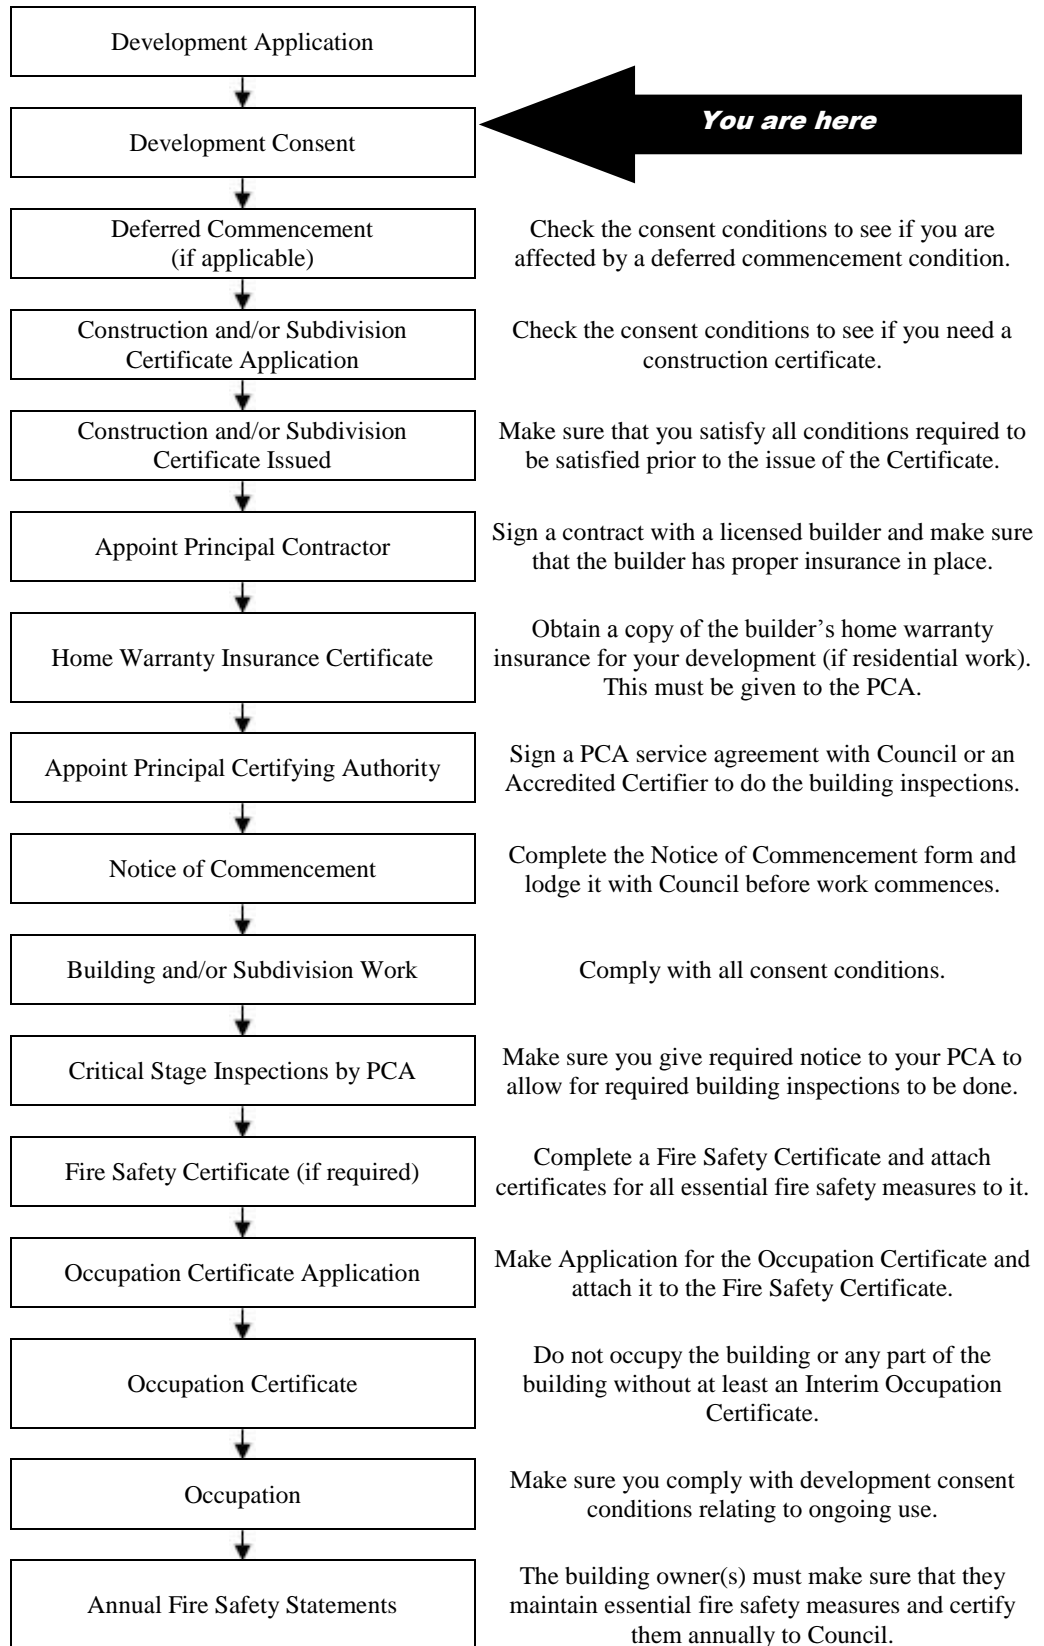 Development Application
Development Consent
You are here
Deferred Commencement
(if applicable)
Check the consent conditions to see if you are
affected by a deferred commencement condition.
Construction and/or Subdivision
Certificate Application
Check the consent conditions to see if you need a
construction certificate.
Construction and/or Subdivision
Certificate Issued
Make sure that you satisfy all conditions required to
be satisfied prior to the issue of the Certificate.
Appoint Principal Contractor
Sign a contract with a licensed builder and make sure
that the builder has proper insurance in place.
Home Warranty Insurance Certificate
Obtain a copy of the builder’s home warranty
insurance for your development (if residential work).
This must be given to the PCA.
Appoint Principal Certifying Authority
Sign a PCA service agreement with Council or an
Accredited Certifier to do the building inspections.
Notice of Commencement
Complete the Notice of Commencement form and
lodge it with Council before work commences.
Building and/or Subdivision Work
Comply with all consent conditions.
Critical Stage Inspections by PCA
Make sure you give required notice to your PCA to
allow for required building inspections to be done.
Fire Safety Certificate (if required)
Complete a Fire Safety Certificate and attach
certificates for all essential fire safety measures to it.
Occupation Certificate Application
Make Application for the Occupation Certificate and
attach it to the Fire Safety Certificate.
Occupation Certificate
Do not occupy the building or any part of the
building without at least an Interim Occupation
Certificate.
Occupation
Make sure you comply with development consent
conditions relating to ongoing use.
Annual Fire Safety Statements
The building owner(s) must make sure that they
maintain essential fire safety measures and certify
them annually to Council.